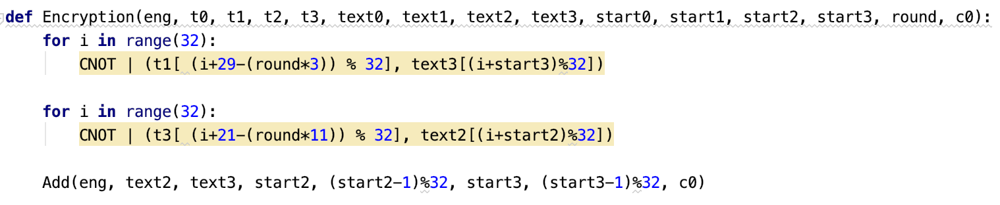 def Encryption(eng, t0, t1, t2, t3, text0, text1, text2, text3, start0, start1, start2, start3, round, c0):
    for i in range(32):
        CNOT | (t1[ (i+29-(round*3)) % 32], text3[(i+start3)%32])

    for i in range(32):
        CNOT | (t3[ (i+21-(round*11)) % 32], text2[(i+start2)%32])

    Add(eng, text2, text3, start2, (start2-1)%32, start3, (start3-1)%32, c0)